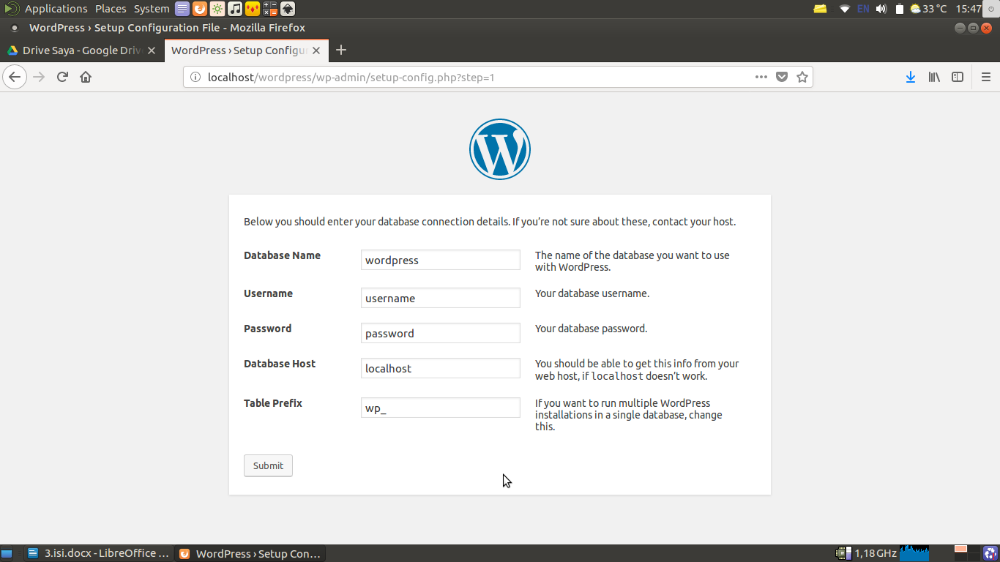 Applications Places System
EN
33 °C
15:47
WordPress › Setup Configuration File - Mozilla Firefox
Drive Saya - Google Driv
WordPress › Setup Configu
localhost/wordpress/wp-admin/setup-config.php?step=1
Below you should enter your database connection details. If you’re not sure about these, contact your host.
Database Name
wordpress
The name of the database you want to use
with WordPress.
Username
username
Your database username.
Password
password
Your database password.
Database Host
localhost
You should be able to get this info from your
web host, if localhost doesn’t work.
Table Prefix
wp_
If you want to run multiple WordPress
installations in a single database, change
this.
Submit
3.isi.docx - LibreOffice ...
WordPress › Setup Con...
1,18 GHz